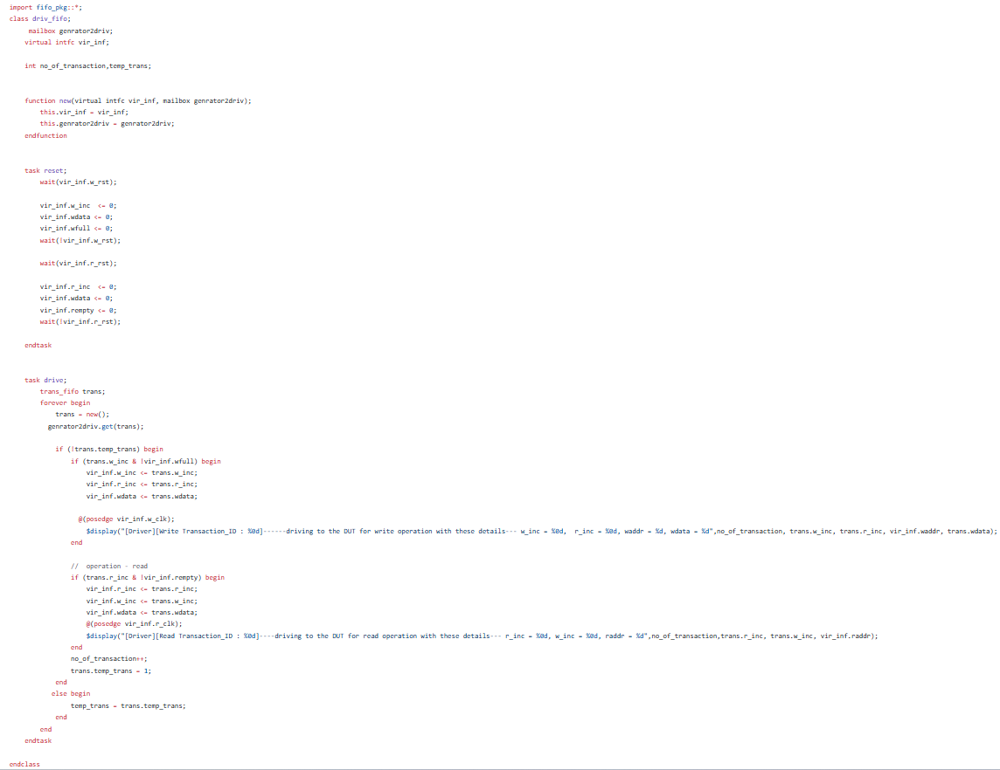 import fifo_pkg::*;
class driv_fifo;
mailbox genrator2driv;
virtual intfc vir_inf;
int no_of_transaction,temp_trans;
function new(virtual intfc vir_inf, mailbox genrator2driv);
this.vir_inf = vir_inf;
this.genrator2driv = genrator2driv;
endfunction
task reset;
wait(vir_inf.w_rst);
vir_inf.w_inc  <= 0;
vir_inf.wdata <= 0;
vir_inf.wfull <= 0;
wait(!vir_inf.w_rst);
wait(vir_inf.r_rst);
vir_inf.r_inc  <= 0;
vir_inf.wdata <= 0;
vir_inf.rempty <= 0;
wait(!vir_inf.r_rst);
endtask
task drive;
trans_fifo trans;
forever begin
trans = new();
genrator2driv.get(trans);
if (!trans.temp_trans) begin
if (trans.w_inc & !vir_inf.wfull) begin
vir_inf.w_inc <= trans.w_inc;
vir_inf.r_inc <= trans.r_inc;
vir_inf.wdata <= trans.wdata;
@(posedge vir_inf.w_clk);
$display("[Driver][Write Transaction_ID : %0d]------driving to the DUT for write operation with these details--- w_inc = %0d,  r_inc = %0d, waddr = %d, wdata = %d",no_of_transaction, trans.w_inc, trans.r_inc, vir_inf.waddr, trans.wdata);
end
//  operation - read
if (trans.r_inc & !vir_inf.rempty) begin
vir_inf.r_inc <= trans.r_inc;
vir_inf.w_inc <= trans.w_inc;
vir_inf.wdata <= trans.wdata;
@(posedge vir_inf.r_clk);
$display("[Driver][Read Transaction_ID : %0d]----driving to the DUT for read operation with these details--- r_inc = %0d, w_inc = %0d, raddr = %d",no_of_transaction,trans.r_inc, trans.w_inc, vir_inf.raddr);
end
no_of_transaction++;
trans.temp_trans = 1;
end
else begin
temp_trans = trans.temp_trans;
end
end
endtask
endclass